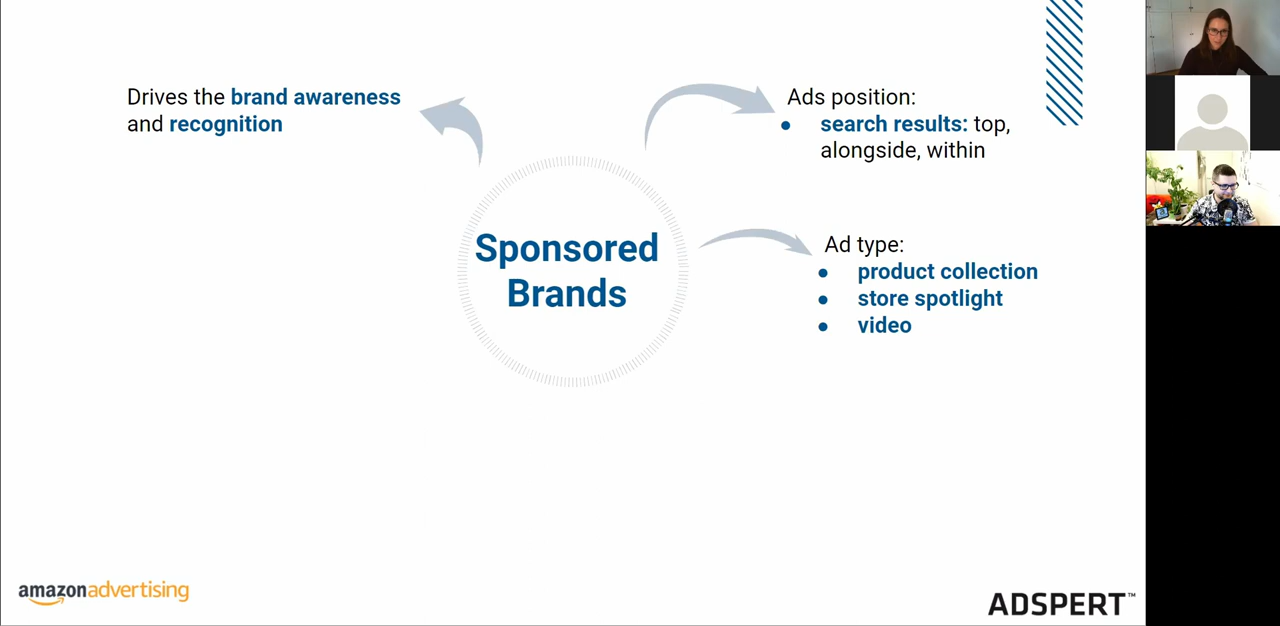 Drives the brand awareness
and recognition
Ads position:
● search results: top,
alongside, within
Sponsored
Brands
Ad type:
● product collection
● store spotlight
● video
amazonadvertising
ADSPERT™